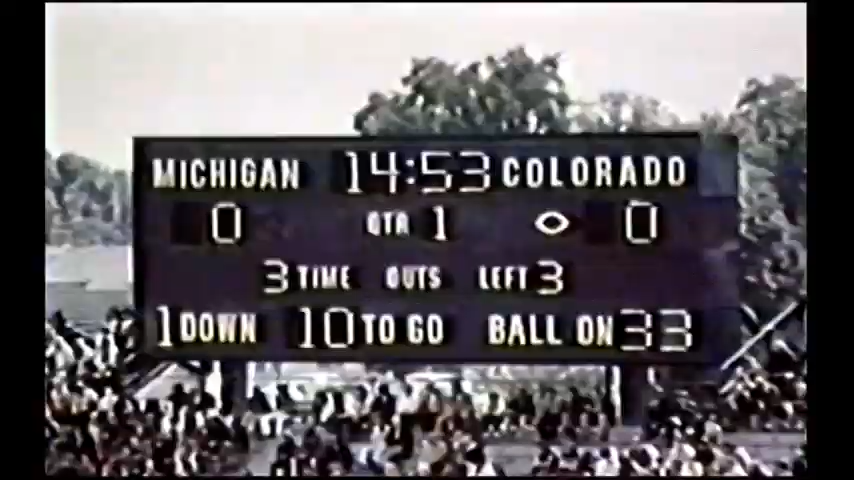 MICHIGAN 14:53 COLORADO
0 QTR 1 0
3 TIME OUTS LEFT 3
1 DOWN 10 TO GO BALL ON 33